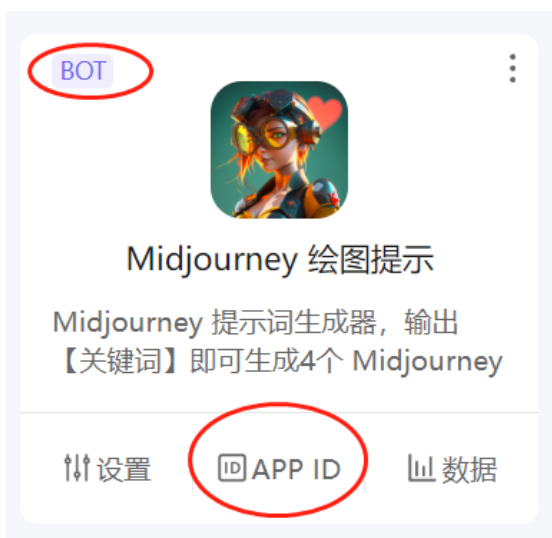 BOT
Midjourney 绘图提示
Midjourney 提示词生成器，输出
【关键词】即可生成4个 Midjourney
设置 ID APP ID 数据